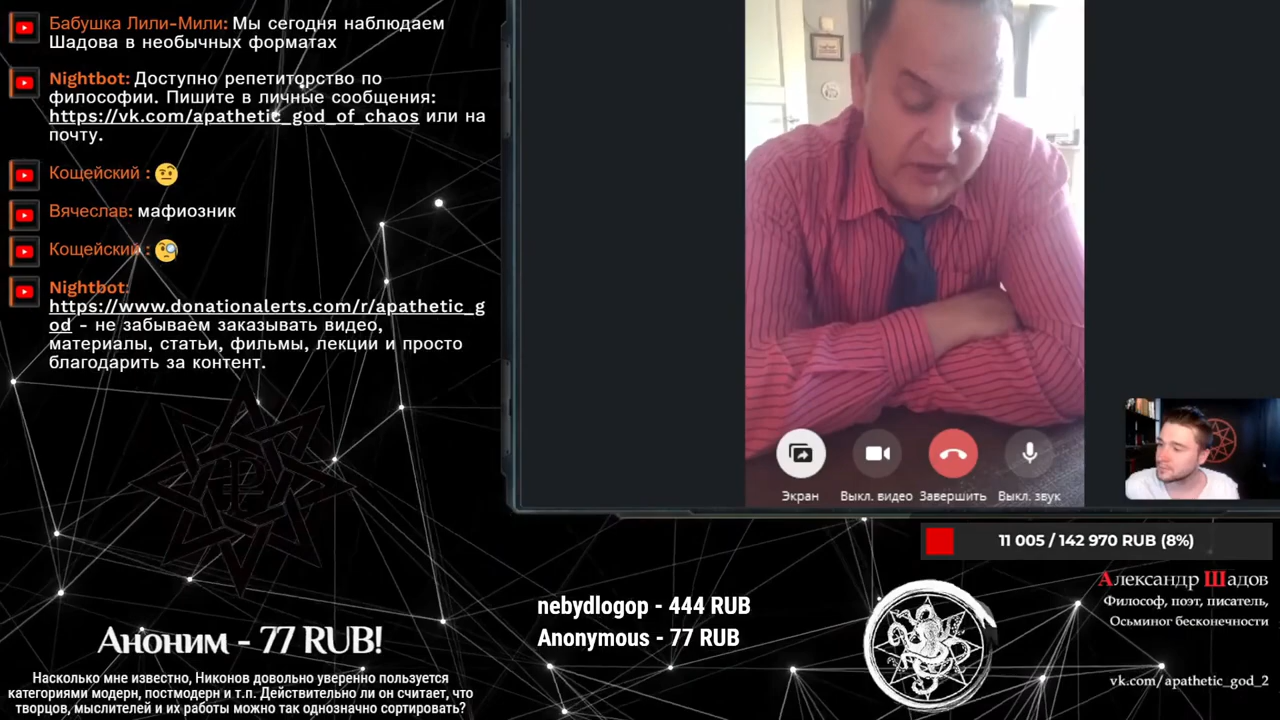 Бабушка Лили-Мили: Мы сегодня наблюдаем
Шадова в необычных форматах
Nightbot: Доступно репетиторство по
философии. Пишите в личные сообщения:
https://vk.com/apathetic_god_of_chaos или на
почту.
Кощейский : 🤨
Вячеслав: мафиозник
Кощейский : 🧐
Nightbot:
https://www.donationalerts.com/r/apathetic_g
od - не забываем заказывать видео,
материалы, статьи, фильмы, лекции и просто
благодарить за контент.
Экран
Выкл. видео
Завершить
Выкл. звук
11 005 / 142 970 RUB (8%)
Александр Шадов
Философ, поэт, писатель,
Осьминог бесконечности
vk.com/apathetic_god_2
nebydlogop - 444 RUB
Anonymous - 77 RUB
Аноним - 77 RUB!
Насколько мне известно, Никонов довольно уверенно пользуется
категориями модерн, постмодерн и т.п. Действительно ли он считает, что
творцов, мыслителей и их работы можно так однозначно сортировать?